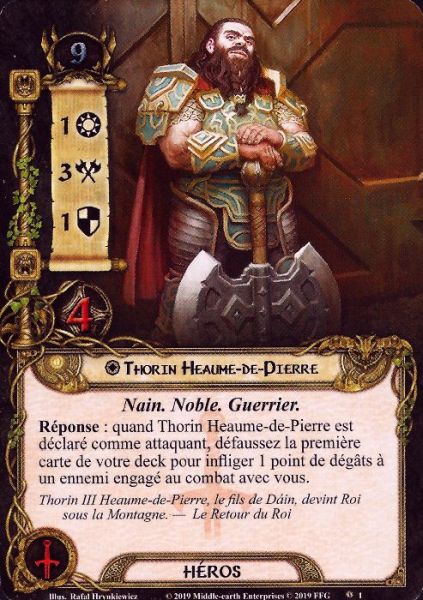 9
1
3
1
4
Thorin Heaume-de-Pierre
Nain. Noble. Guerrier.
Réponse : quand Thorin Heaume-de-Pierre est
déclaré comme attaquant, défaussez la première
carte de votre deck pour infliger 1 point de dégâts à
un ennemi engagé au combat avec vous.
Thorin III Heaume-de-Pierre, le fils de Dáin, devint Roi
sous la Montagne. — Le Retour du Roi
HÉROS
Illus. Rafał Hrynkiewicz © 2019 Middle-earth Enterprises © 2019 FFG 1